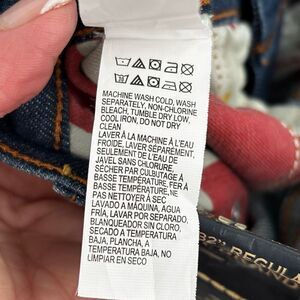 MACHINE WASH COLD, WASH
SEPARATELY, NON-CHLORINE
BLEACH, TUMBLE DRY LOW,
COOL IRON, DO NOT DRY
CLEAN
LAVER À LA MACHINE À L'EAU
FROIDE, LAVER SÉPARÉMENT,
SEULEMENT DE L'EAU DE
JAVEL SANS CHLORURE,
SÉCHER PAR CULBUTAGE À
BASSE TEMPÉRATURE, FER À
BASSE TEMPÉRATURE, NE
PAS NETTOYER À SEC
LAVADO A MÁQUINA, AGUA
FRÍA, LAVAR POR SEPARADO,
BLANQUEADOR SIN CLORO,
SECADO A TEMPERATURA
BAJA, PLANCHA, A
TEMPERATURA BAJA, NO
LIMPIAR EN SECO
REGUL